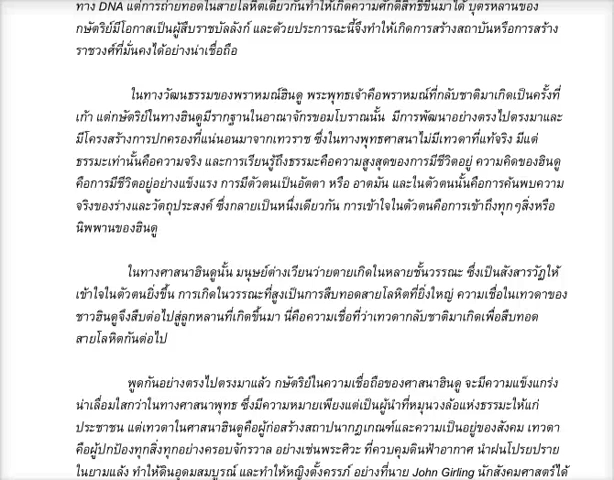 ทาง DNA แต่การถ่ายทอดในสายโลหิตเดียวกันทำให้เกิดความศักดิ์สิทธิ์ขึ้นมาได้ บุตรหลานของ
กษัตริย์มีโอกาสเป็นผู้สืบราชบัลลังก์ และด้วยประการฉะนี้จึงทำให้เกิดการสร้างสถาบันหรือการสร้าง
ราชวงศ์ที่มั่นคงได้อย่างน่าเชื่อถือ
ในทางวัฒนธรรมของพราหมณ์ฮินดู พระพุทธเจ้าคือพราหมณ์ที่กลับชาติมาเกิดเป็นครั้งที่
เก้า แต่กษัตริย์ในทางฮินดูมีรากฐานในอาณาจักรขอมโบราณนั้น มีการพัฒนาอย่างตรงไปตรงมาและ
มีโครงสร้างการปกครองที่แน่นอนมาจากเทวราช ซึ่งในทางพุทธศาสนาไม่มีเทวดาที่แท้จริง มีแต่
ธรรมะเท่านั้นคือความจริง และการเรียนรู้ถึงธรรมะคือความสูงสุดของการมีชีวิตอยู่ ความคิดของฮินดู
คือการมีชีวิตอยู่อย่างแข็งแรง การมีตัวตนเป็นอัตตา หรือ อาตมัน และในตัวตนนั้นคือการค้นพบความ
จริงของร่างและวัตถุประสงค์ ซึ่งกลายเป็นหนึ่งเดียวกัน การเข้าใจในตัวตนคือการเข้าถึงทุกๆสิ่งหรือ
นิพพานของฮินดู
ในทางศาสนาฮินดูนั้น มนุษย์ต่างเวียนว่ายตายเกิดในหลายชั้นวรรณะ ซึ่งเป็นสังสารวัฏให้
เข้าใจในตัวตนยิ่งขึ้น การเกิดในวรรณะที่สูงเป็นการสืบทอดสายโลหิตที่ยิ่งใหญ่ ความเชื่อในเทวดาของ
ชาวฮินดูจึงสืบต่อไปสู่ลูกหลานที่เกิดขึ้นมา นี่คือความเชื่อที่ว่าเทวดากลับชาติมาเกิดเพื่อสืบทอด
สายโลหิตกันต่อไป
พูดกันอย่างตรงไปตรงมาแล้ว กษัตริย์ในความเชื่อถือของศาสนาฮินดู จะมีความแข็งแกร่ง
น่าเลื่อมใสกว่าในทางศาสนาพุทธ ซึ่งมีความหมายเพียงแต่เป็นผู้นำที่หมุนวงล้อแห่งธรรมะให้แก่
ประชาชน แต่เทวดาในศาสนาฮินดูคือผู้ก่อสร้างสถาปนากฎเกณฑ์และความเป็นอยู่ของสังคม เทวดา
คือผู้ปกป้องทุกสิ่งทุกอย่างครอบจักรวาล อย่างเช่นพระศิวะ ที่ควบคุมดินฟ้าอากาศ นำฝนโปรยปราย
ในยามแล้ง ทำให้ดินอุดมสมบูรณ์ และทำให้หญิงตั้งครรภ์ อย่างที่นาย John Girling นักสังคมศาสตร์ได้